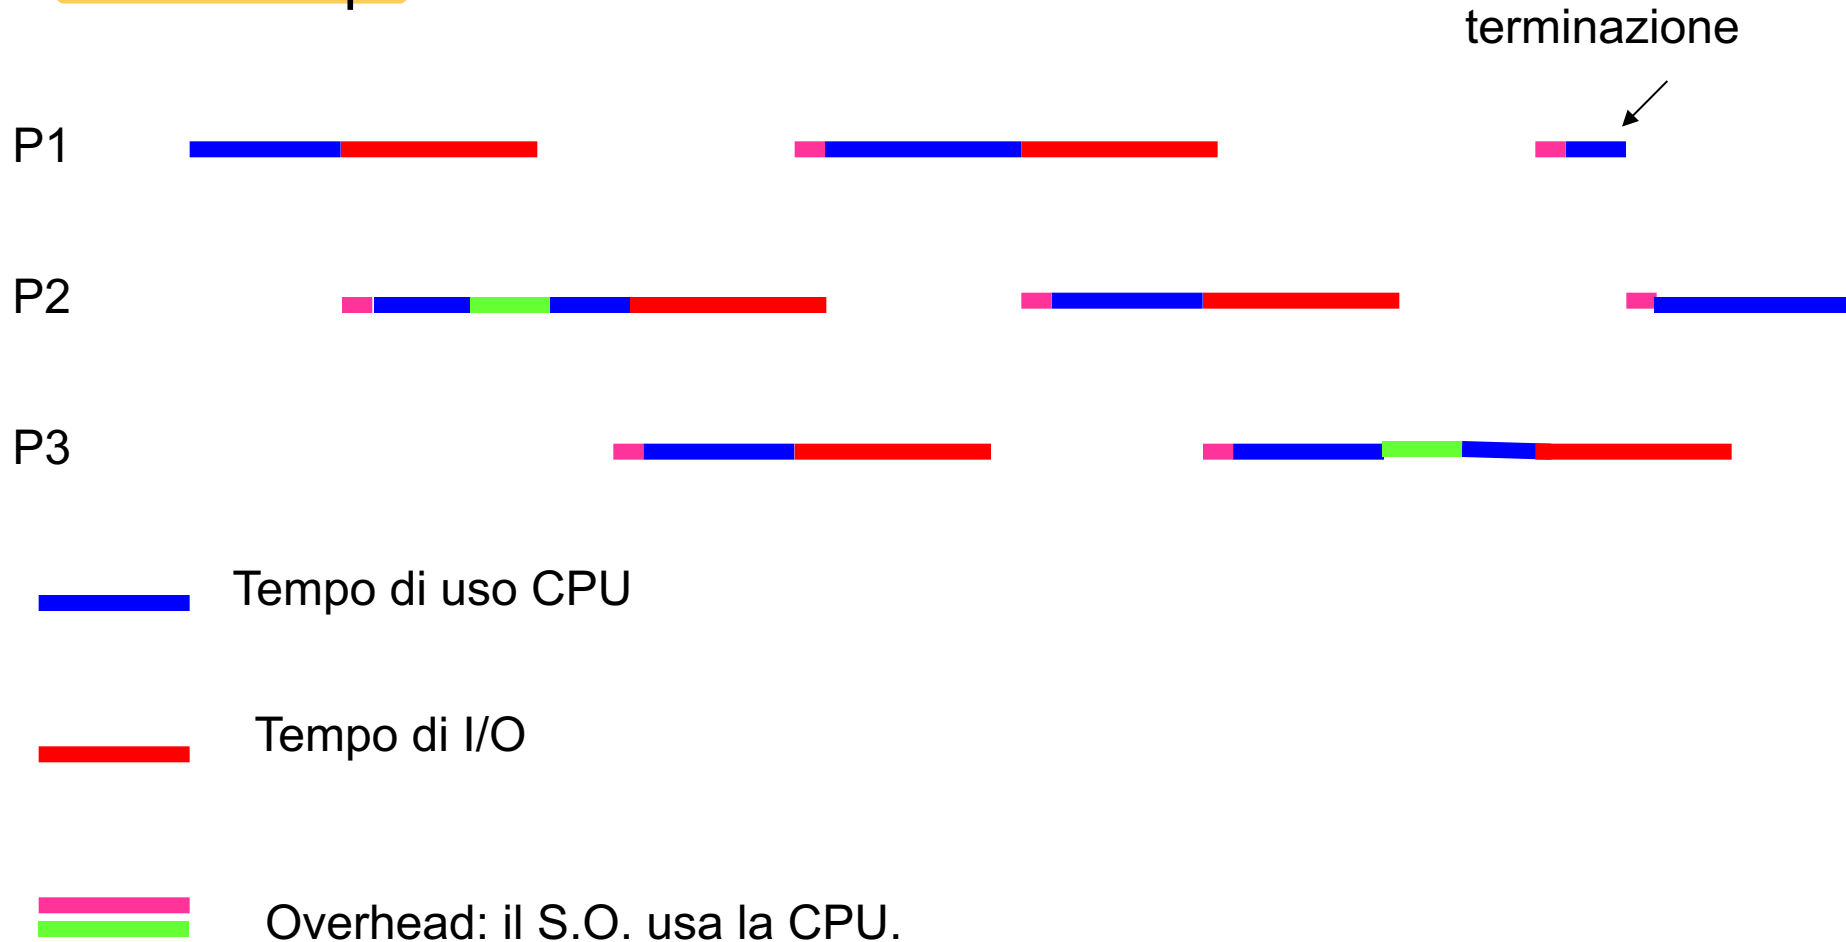 terminazione
P1
P2
P3
Tempo di uso CPU
Tempo di I/O
Overhead: il S.O. usa la CPU.